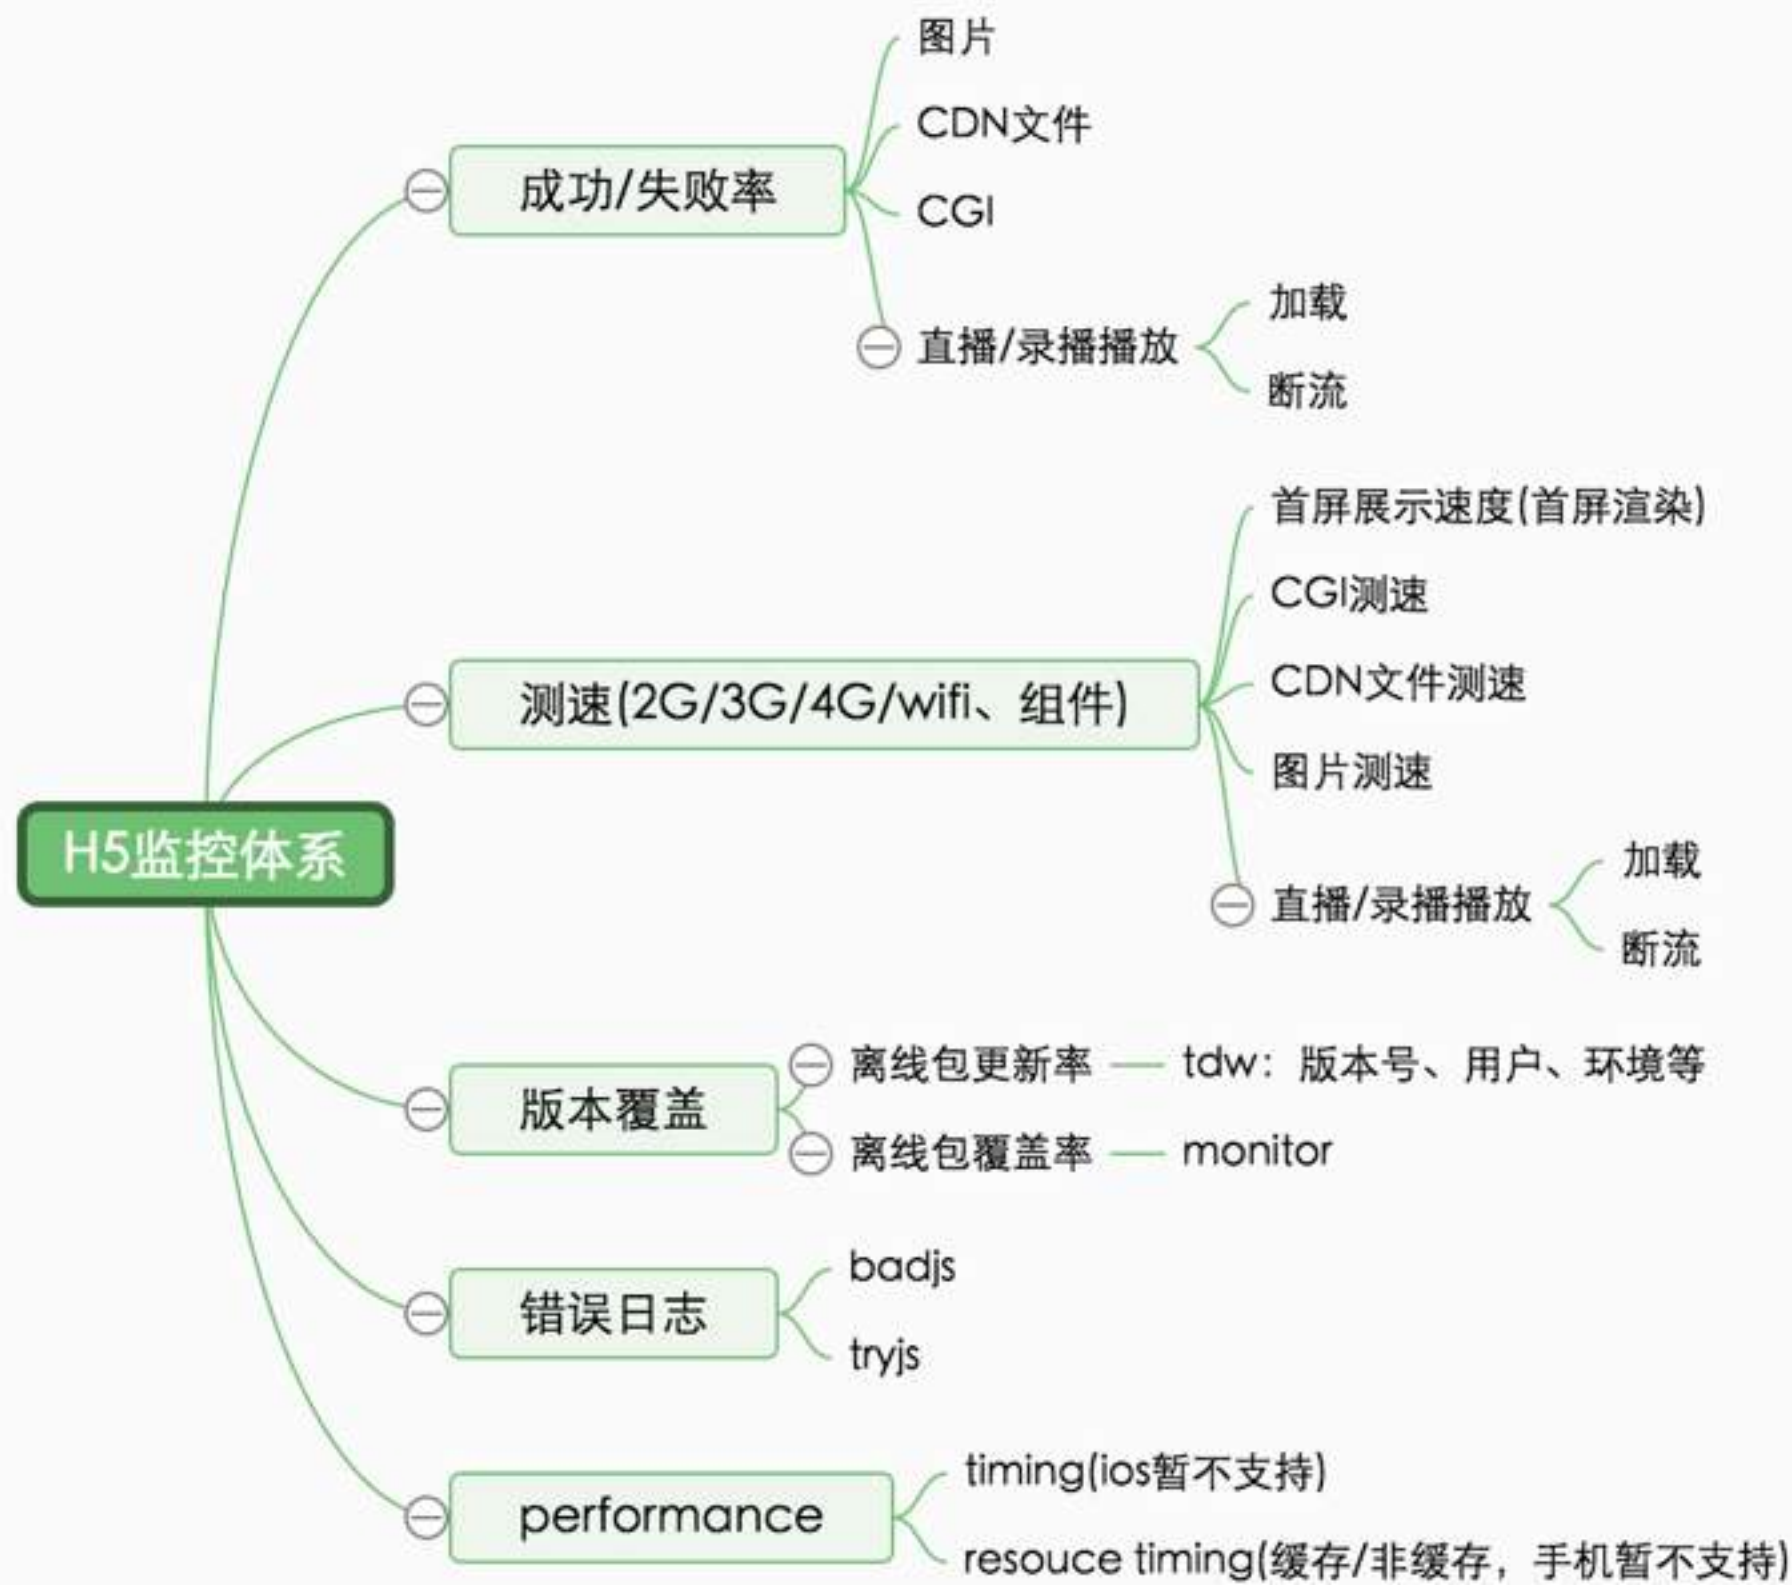 图片
CDN文件
成功/失败率
CGI
加载
直播/录播播放
断流
首屏展示速度(首屏渲染)
CGI测速
CDN文件测速
测速(2G/3G/4G/wifi、组件)
图片测速
H5监控体系
加载
直播/录播播放
断流
离线包更新率
tdw：版本号、用户、环境等
版本覆盖
离线包覆盖率
monitor
badjs
错误日志
tryjs
timing(ios暂不支持)
performance
resouce timing(缓存/非缓存，手机暂不支持)